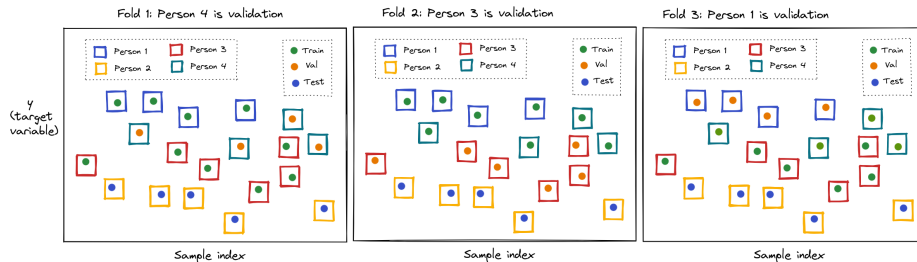 Fold 1: Person 4 is validation
Person 1
Person 3
Person 2
Person 4
Train
Val
Test
y
(target
variable)
Sample index
Fold 2: Person 3 is validation
Person 1
Person 3
Person 2
Person 4
Train
Val
Test
Sample index
Fold 3: Person 1 is validation
Person 1
Person 3
Person 2
Person 4
Train
Val
Test
Sample index